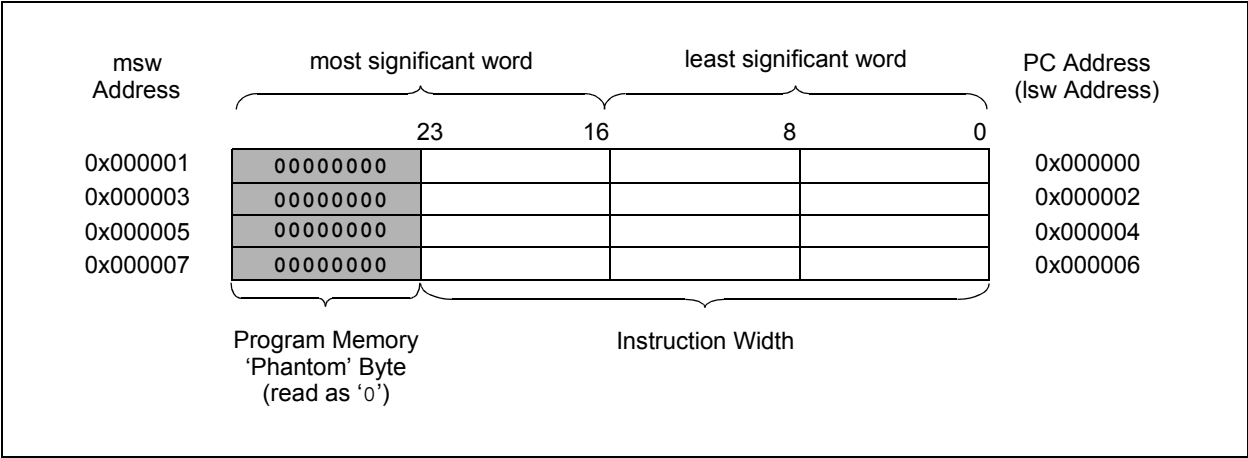 msw
Address
most significant word
least significant word
PC Address
(lsw Address)
23 16 8 0
0x000001 00000000 0x000000
0x000003 00000000 0x000002
0x000005 00000000 0x000004
0x000007 00000000 0x000006
Program Memory
‘Phantom’ Byte
(read as ‘0’)
Instruction Width